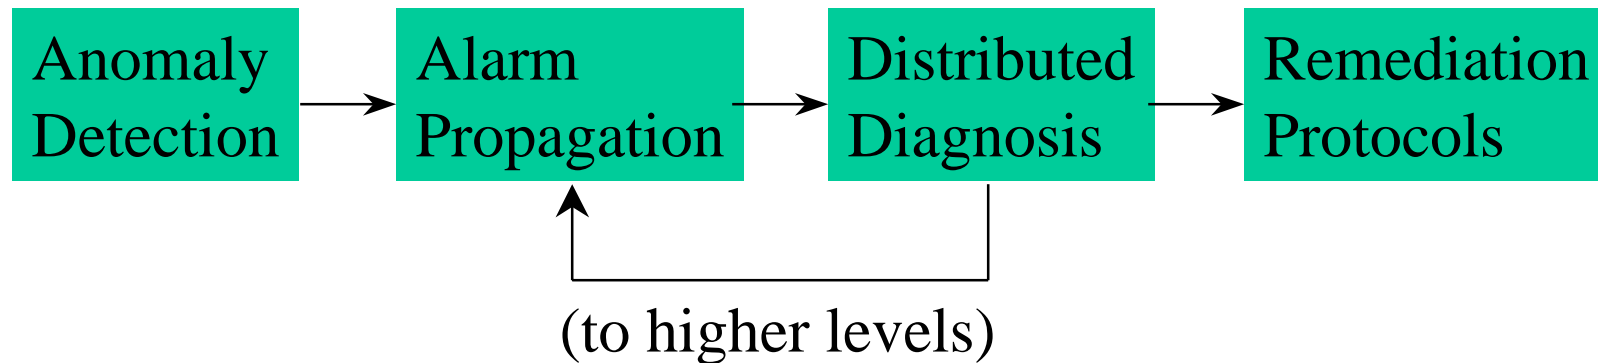 Anomaly
Detection
Alarm
Propagation
Distributed
Diagnosis
Remediation
Protocols
(to higher levels)